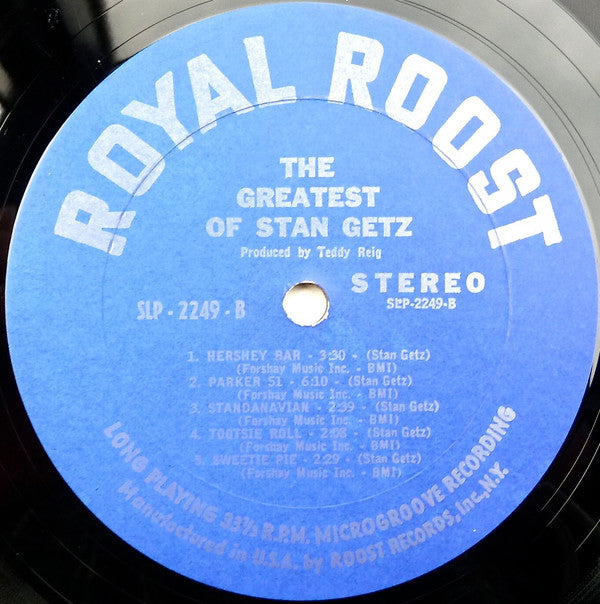 ROYAL ROOST
THE
GREATEST
OF STAN GETZ
Produced by Teddy Reig
STEREO
SLP - 2249 - B
SLP-2249-B
1. HERSHEY BAR - 3:30 - (Stan Getz)
(Forshay Music Inc. - BMI)
2. PARKER 51 - 6:10 - (Stan Getz)
(Forshay Music Inc. - BMI)
3. STANDANAVIAN - 2:39 - (Stan Getz)
(Forshay Music Inc. - BMI)
4. TOOTSIE ROLL - 2:08 - (Stan Getz)
(Forshay Music Inc. - BMI)
5. SWEETIE PIE - 2:29 - (Stan Getz)
(Forshay Music Inc. - BMI)
LONG PLAYING 33⅓ R.P.M. MICROGROOVE RECORDING
Manufactured in U.S.A. by ROOST RECORDS, Inc., N.Y.